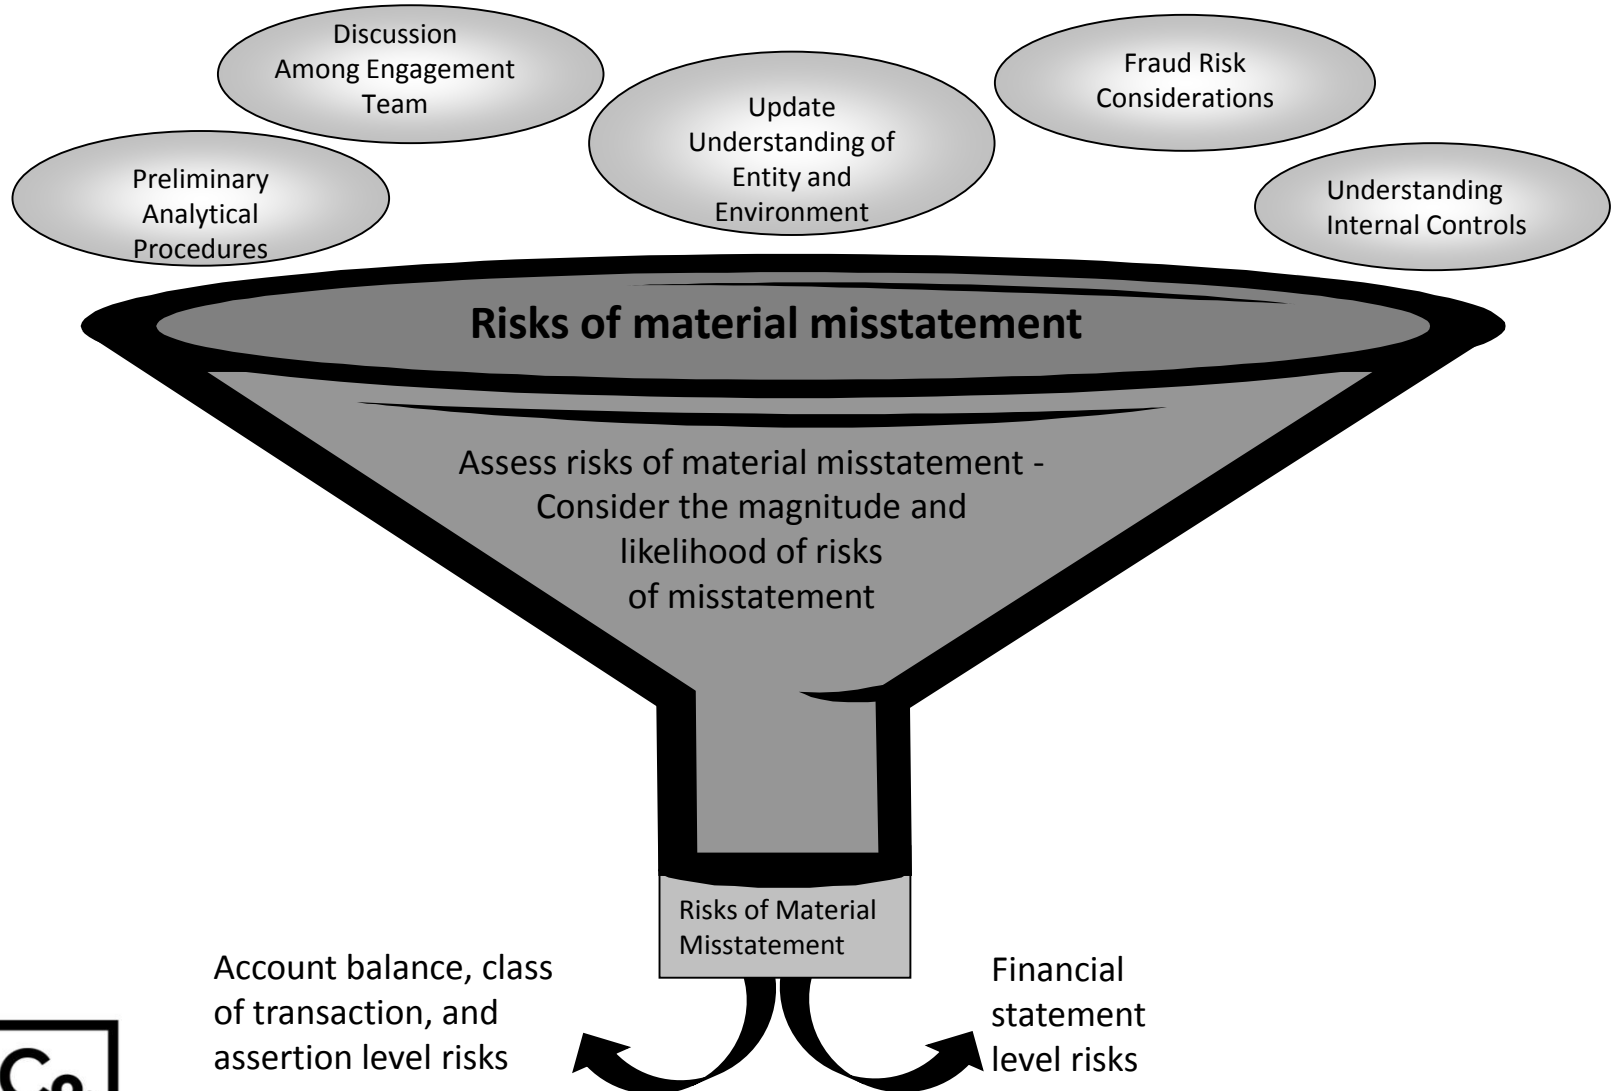 Discussion
Among Engagement
Team
Fraud Risk
Considerations
Update
Understanding of
Entity and
Environment
Preliminary
Analytical
Procedures
Understanding
Internal Controls
Risks of material misstatement
Assess risks of material misstatement -
Consider the magnitude and
likelihood of risks
of misstatement
Risks of Material
Misstatement
Account balance, class
of transaction, and
assertion level risks
Financial
statement
level risks
Co.